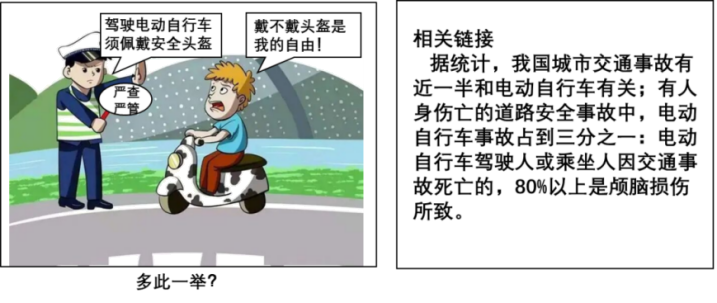 驾驶电动自行车
须佩戴安全头盔
戴不戴头盔是
我的自由！
严查
严管
多此一举？
相关链接
据统计，我国城市交通事故有
近一半和电动自行车有关；有人
身伤亡的道路安全事故中，电动
自行车事故占到三分之一：电动
自行车驾驶人或乘坐人因交通事
故死亡的，80%以上是颅脑损伤
所致。